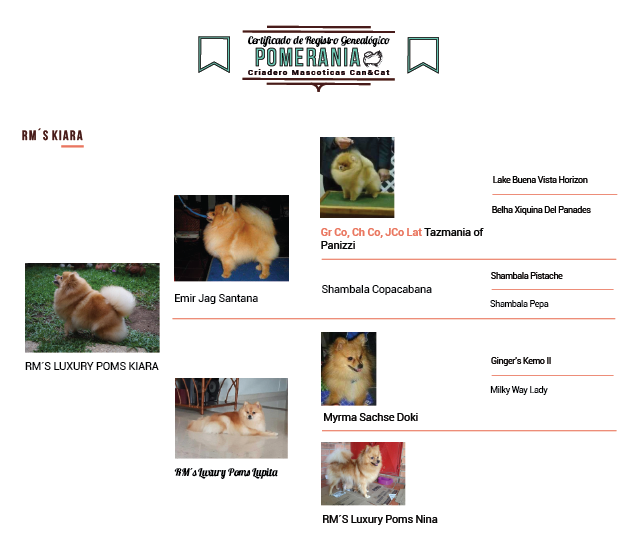 Certificado de Registro Genealógico
POMERANIA
Criadero Mascoticas Can&Cat
RM´S KIARA
Lake Buena Vista Horizon
Belha Xiquina Del Panades
Gr Co, Ch Co, JCo Lat Tazmania of
Panizzi
Emir Jag Santana
Shambala Copacabana
Shambala Pistache
Shambala Pepa
RM´S LUXURY POMS KIARA
Ginger's Kemo II
Milky Way Lady
Myrma Sachse Doki
RM´s Luxury Poms Lupita
RM´S Luxury Poms Nina